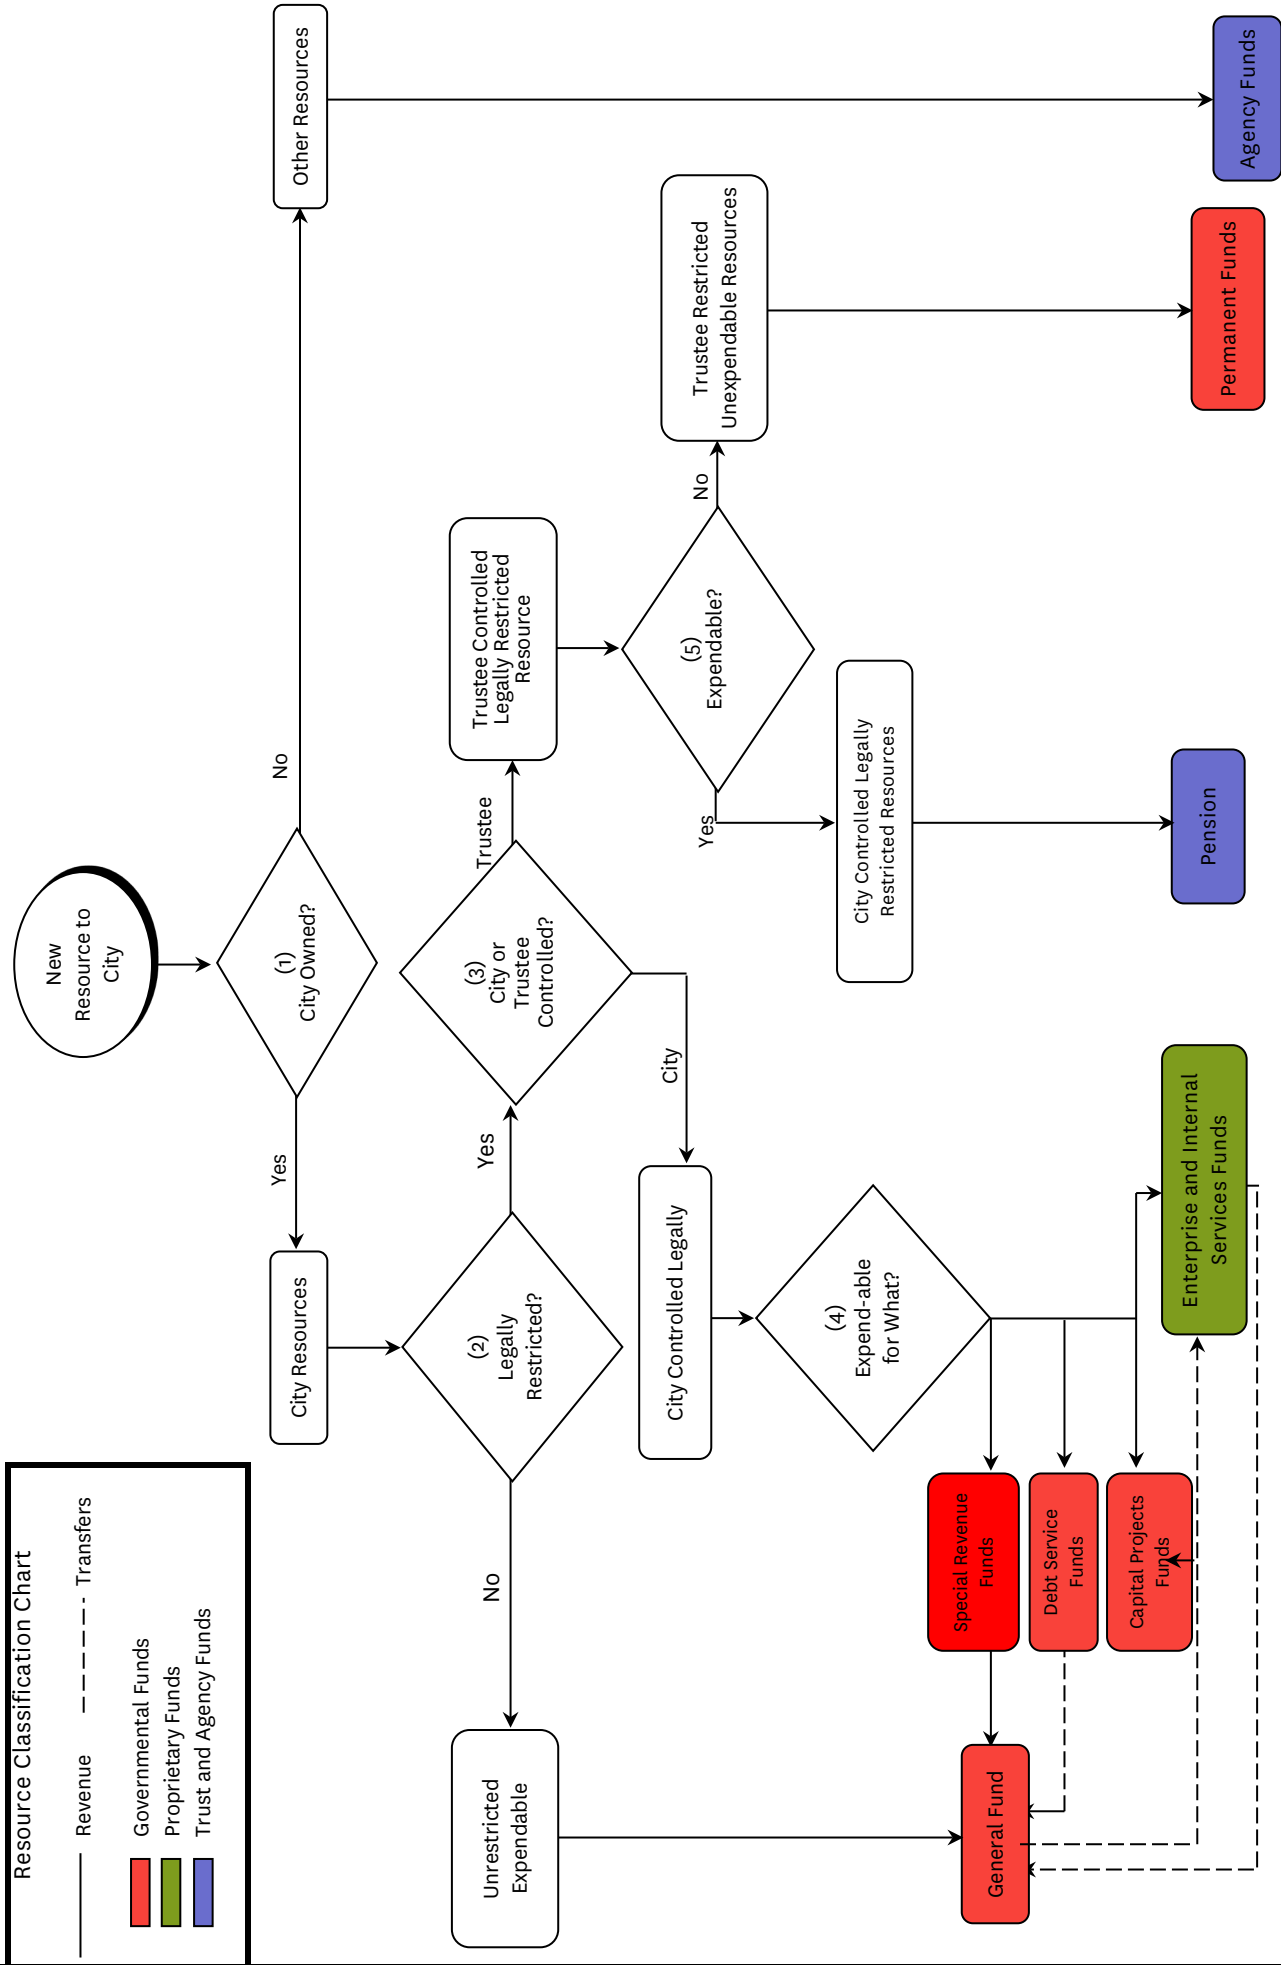 Resource Classification Chart
Revenue
Transfers
Governmental Funds
Proprietary Funds
Trust and Agency Funds
New
Resource to
City
(1)
City Owned?
Yes
No
City Resources
Other Resources
(2)
Legally
Restricted?
No
Yes
(3)
City or
Trustee
Controlled?
Trustee
City
Unrestricted
Expendable
Trustee Controlled
Legally Restricted
Resource
City Controlled Legally
(5)
Expendable?
No
Yes
Trustee Restricted
Unexpendable Resources
(4)
Expend-able
for What?
City Controlled Legally
Restricted Resources
General Fund
Special Revenue
Funds
Debt Service
Funds
Capital Projects
Funds
Enterprise and Internal
Services Funds
Pension
Permanent Funds
Agency Funds